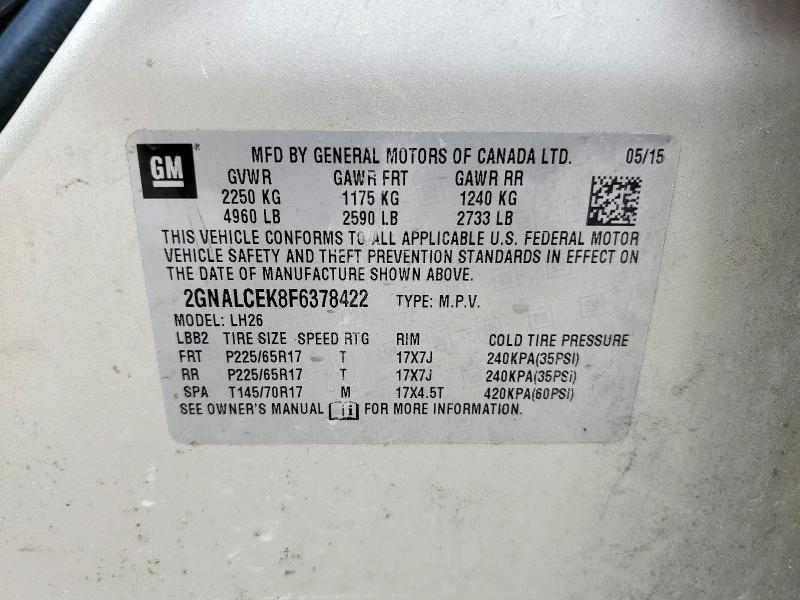 GM ®
MFD BY GENERAL MOTORS OF CANADA LTD. 05/15
GVWR GAWR FRT GAWR RR
2250 KG 1175 KG 1240 KG
4960 LB 2590 LB 2733 LB
THIS VEHICLE CONFORMS TO ALL APPLICABLE U.S. FEDERAL MOTOR
VEHICLE SAFETY AND THEFT PREVENTION STANDARDS IN EFFECT ON
THE DATE OF MANUFACTURE SHOWN ABOVE.
2GNALCEK8F6378422 TYPE: M.P.V.
MODEL: LH26
LBB2 TIRE SIZE SPEED RTG RIM COLD TIRE PRESSURE
FRT P225/65R17 T 17X7J 240KPA(35PSI)
RR P225/65R17 T 17X7J 240KPA(35PSI)
SPA T145/70R17 M 17X4.5T 420KPA(60PSI)
SEE OWNER'S MANUAL i FOR MORE INFORMATION.